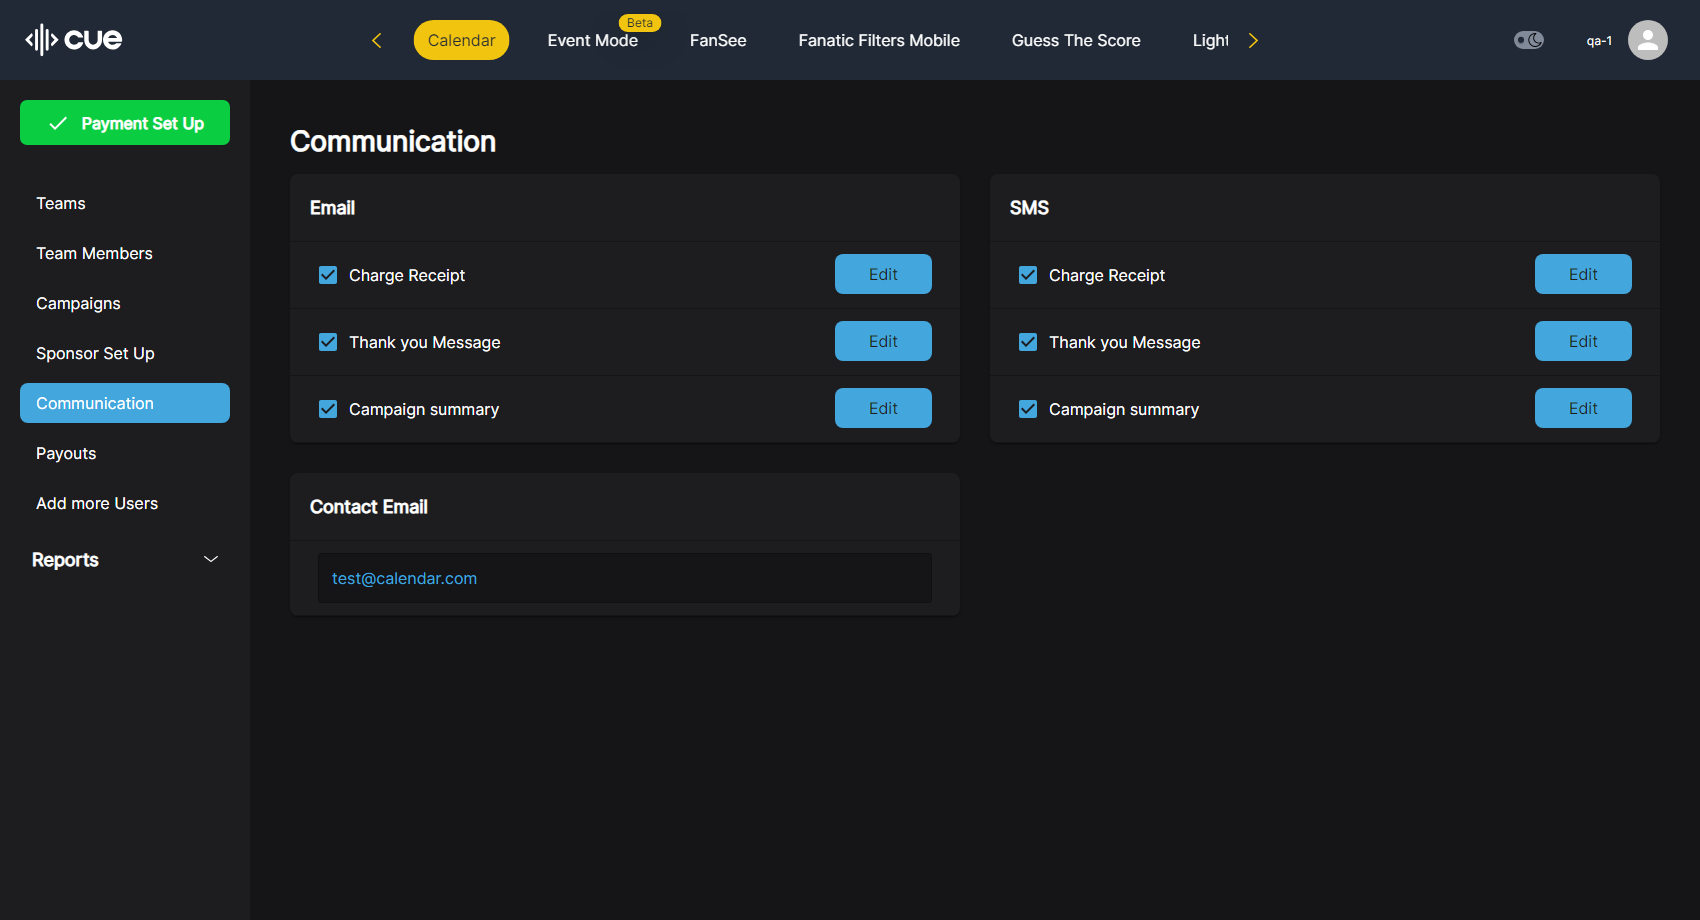 cue
Calendar
Event Mode
Beta
FanSee
Fanatic Filters Mobile
Guess The Score
Light
qa-1
Payment Set Up
Teams
Team Members
Campaigns
Sponsor Set Up
Communication
Payouts
Add more Users
Reports
Communication
Email
Charge Receipt
Edit
Thank you Message
Edit
Campaign summary
Edit
SMS
Charge Receipt
Edit
Thank you Message
Edit
Campaign summary
Edit
Contact Email
test@calendar.com